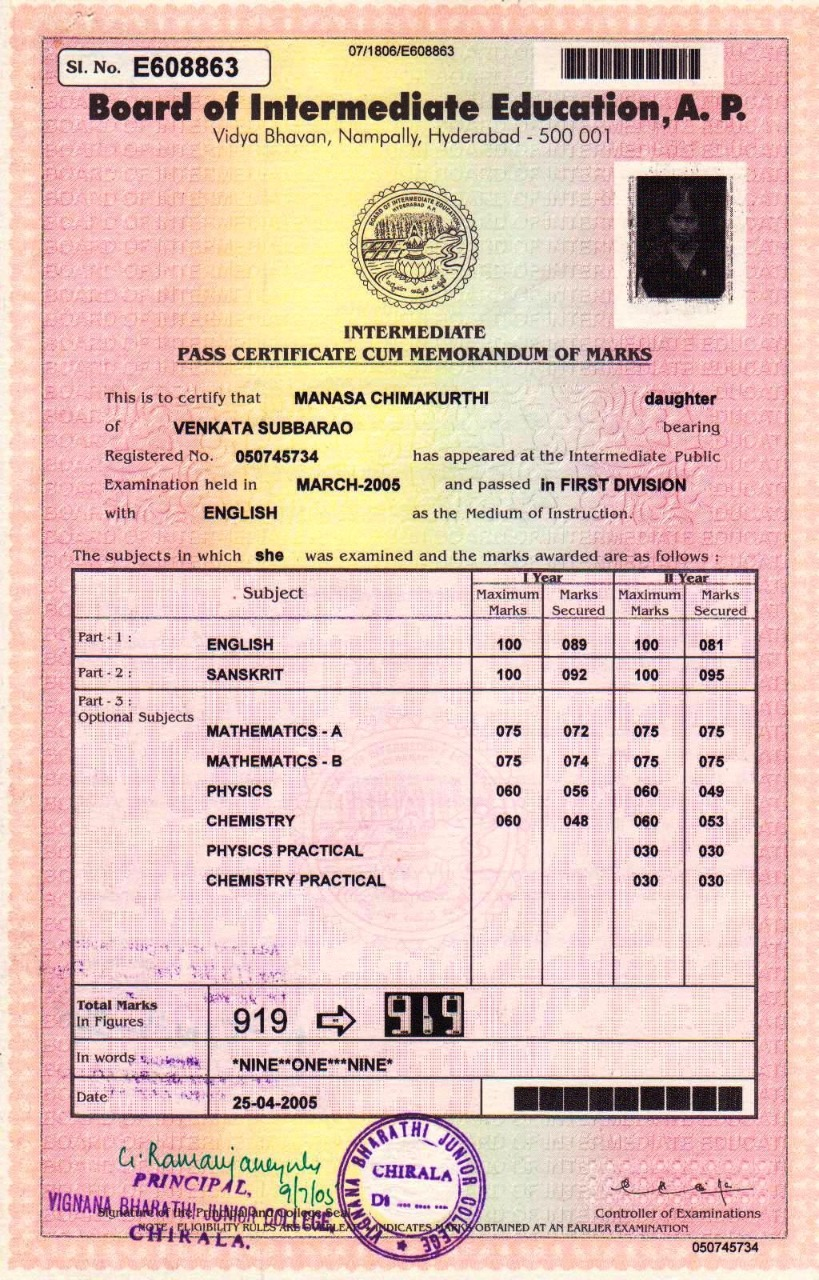 07/1806/E608863
Sl. No. E608863
Board of Intermediate Education, A. P.
Vidya Bhavan, Nampally, Hyderabad - 500 001
BOARD OF INTERMEDIATE EDUCATION
HYDERABAD A.P.
INTERMEDIATE
PASS CERTIFICATE CUM MEMORANDUM OF MARKS
This is to certify that MANASA CHIMAKURTHI daughter
of VENKATA SUBBARAO bearing
Registered No. 050745734 has appeared at the Intermediate Public
Examination held in MARCH-2005 and passed in FIRST DIVISION
with ENGLISH as the Medium of Instruction.
The subjects in which she was examined and the marks awarded are as follows :
Subject I Year II Year
Maximum Marks Marks Secured Maximum Marks Marks Secured
Part - 1 : ENGLISH 100 089 100 081
Part - 2 : SANSKRIT 100 092 100 095
Part - 3 :
Optional Subjects
MATHEMATICS - A 075 072 075 075
MATHEMATICS - B 075 074 075 075
PHYSICS 060 056 060 049
CHEMISTRY 060 048 060 053
PHYSICS PRACTICAL 030 030
CHEMISTRY PRACTICAL 030 030
Total Marks
In Figures 919 919
In words *NINE**ONE***NINE*
Date 25-04-2005
G. Ramanjaneyulu
9/7/05
PRINCIPAL,
VIGNANA BHARATHI JUNIOR COLLEGE,
CHIRALA.
VIGNANA BHARATHI JUNIOR COLLEGE
CHIRALA
Dt ... ... ...
Signature of the Principal and College Seal
Controller of Examinations
NOTE : ELIGIBILITY RULES ARE OVERLEAF INDICATES MARKS OBTAINED AT AN EARLIER EXAMINATION
050745734